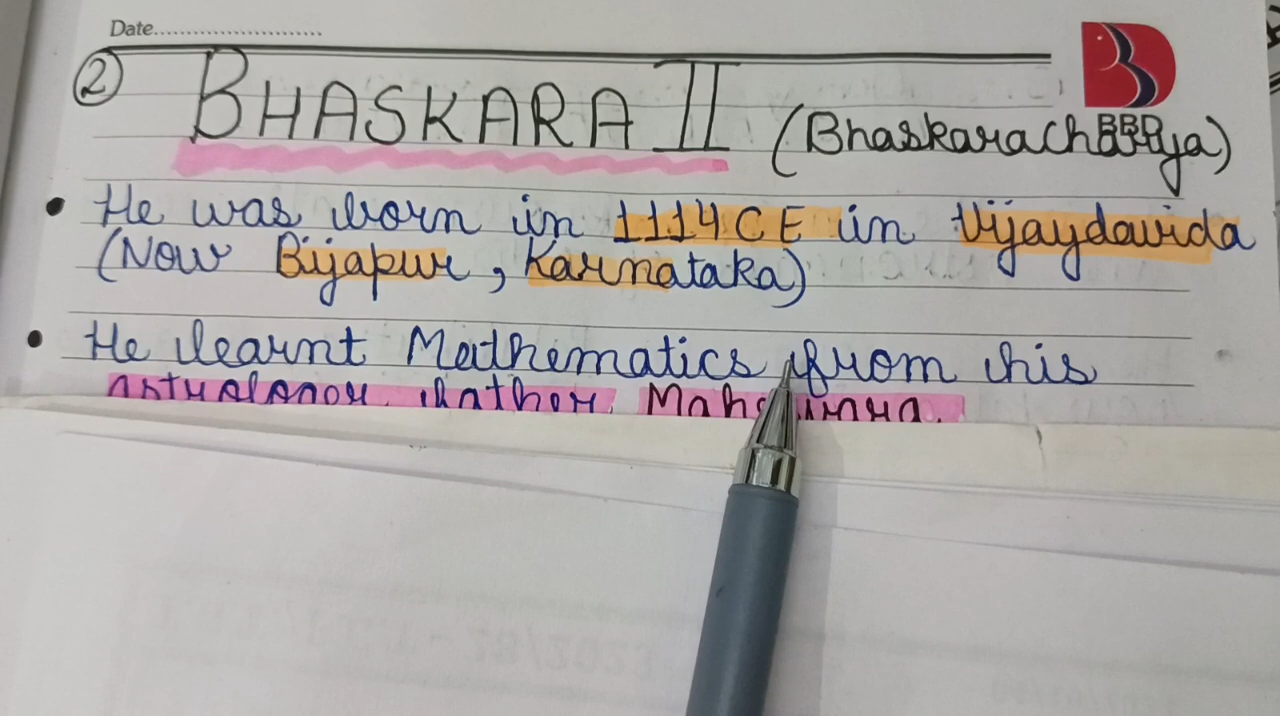 Date
2 BHASKARA II (Bhaskaracharya)
• He was born in 1114 CE in Vijaydavida
(Now Bijapur, Karnataka)
• He learnt Mathematics from his
father